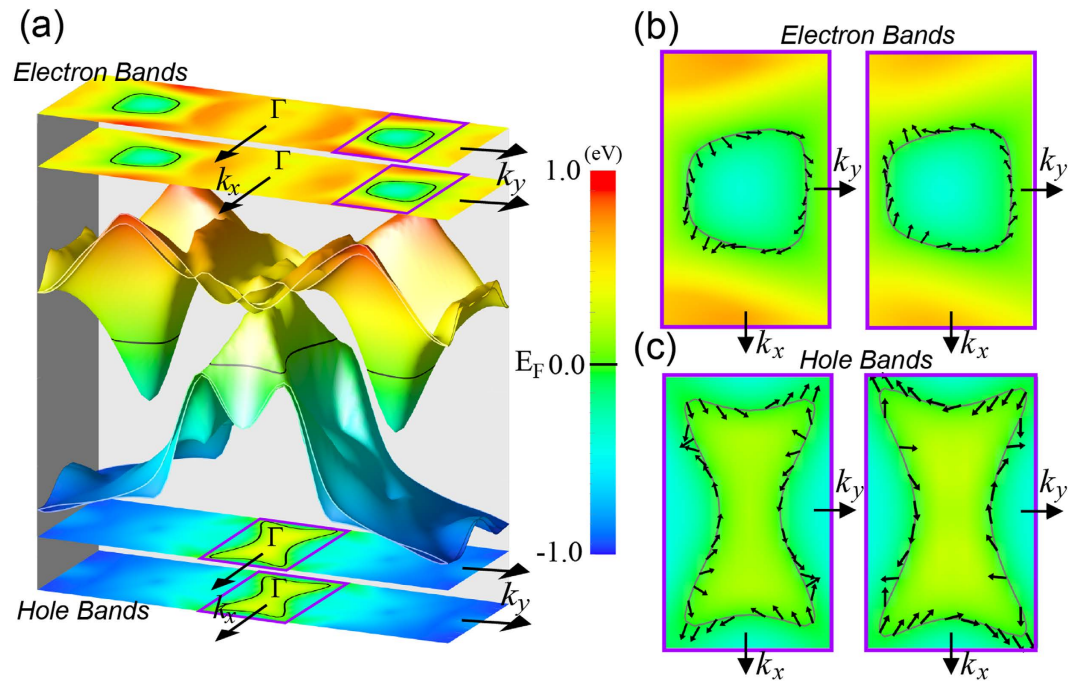 (a)
Electron Bands
Γ
Γ
k_x
k_y
1.0 (eV)
E_F 0.0
-1.0
Γ
Γ
k_x
k_y
Hole Bands
(b)
Electron Bands
k_y
k_y
k_x
k_x
(c)
Hole Bands
k_y
k_y
k_x
k_x